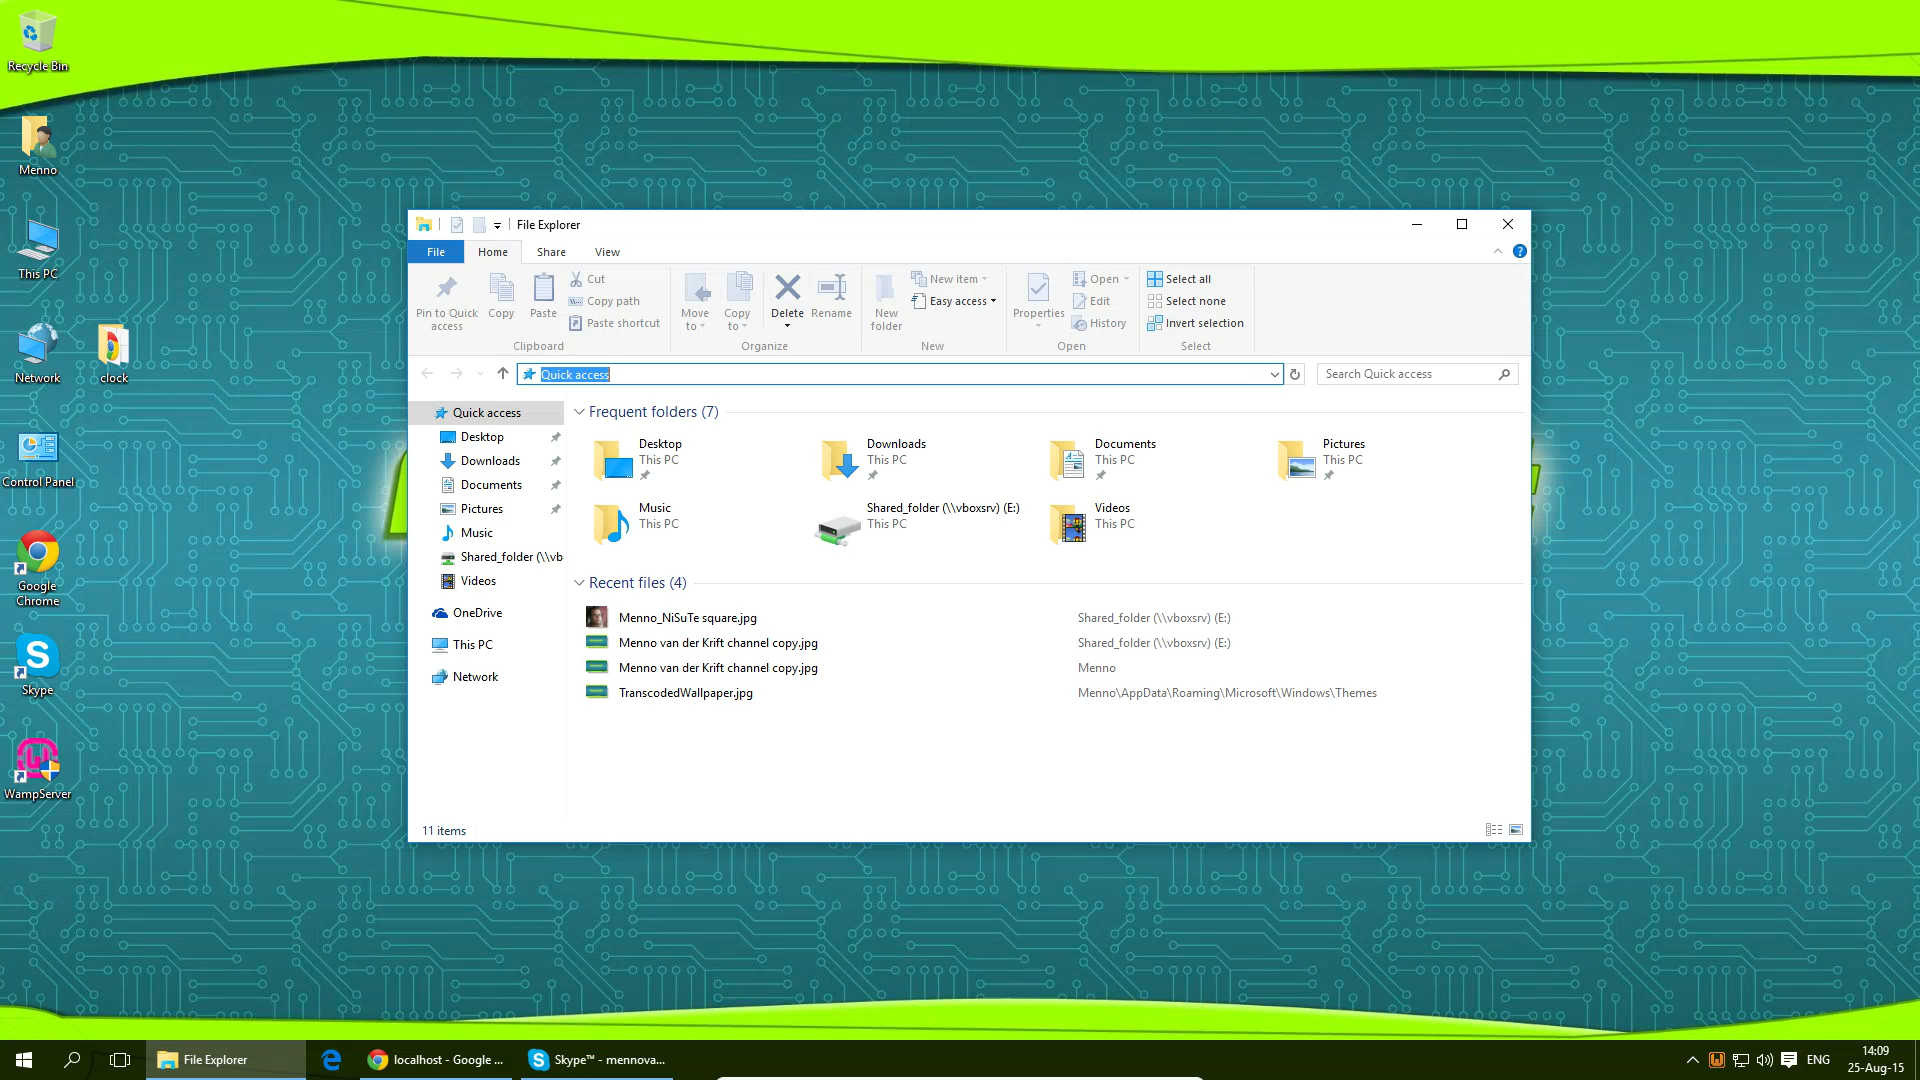 Recycle Bin
Menno
This PC
Network
clock
Control Panel
Google
Chrome
Skype
WampServer
File Explorer
File
Home
Share
View
Pin to Quick
access
Copy
Paste
Cut
Copy path
Paste shortcut
Clipboard
Move
to
Copy
to
Delete
Rename
Organize
New
folder
New item
Easy access
New
Properties
Open
Edit
History
Open
Select all
Select none
Invert selection
Select
Quick access
Search Quick access
Quick access
Desktop
Downloads
Documents
Pictures
Music
Shared_folder (\\vb
Videos
OneDrive
This PC
Network
Frequent folders (7)
Desktop
This PC
Downloads
This PC
Documents
This PC
Pictures
This PC
Music
This PC
Shared_folder (\\vboxsrv) (E:)
This PC
Videos
This PC
Recent files (4)
Menno_NiSuTe square.jpg Shared_folder (\\vboxsrv) (E:)
Menno van der Krift channel copy.jpg Shared_folder (\\vboxsrv) (E:)
Menno van der Krift channel copy.jpg Menno
TranscodedWallpaper.jpg Menno\AppData\Roaming\Microsoft\Windows\Themes
11 items
File Explorer
localhost - Google ...
Skype™ - mennova...
ENG
14:09
25-Aug-15